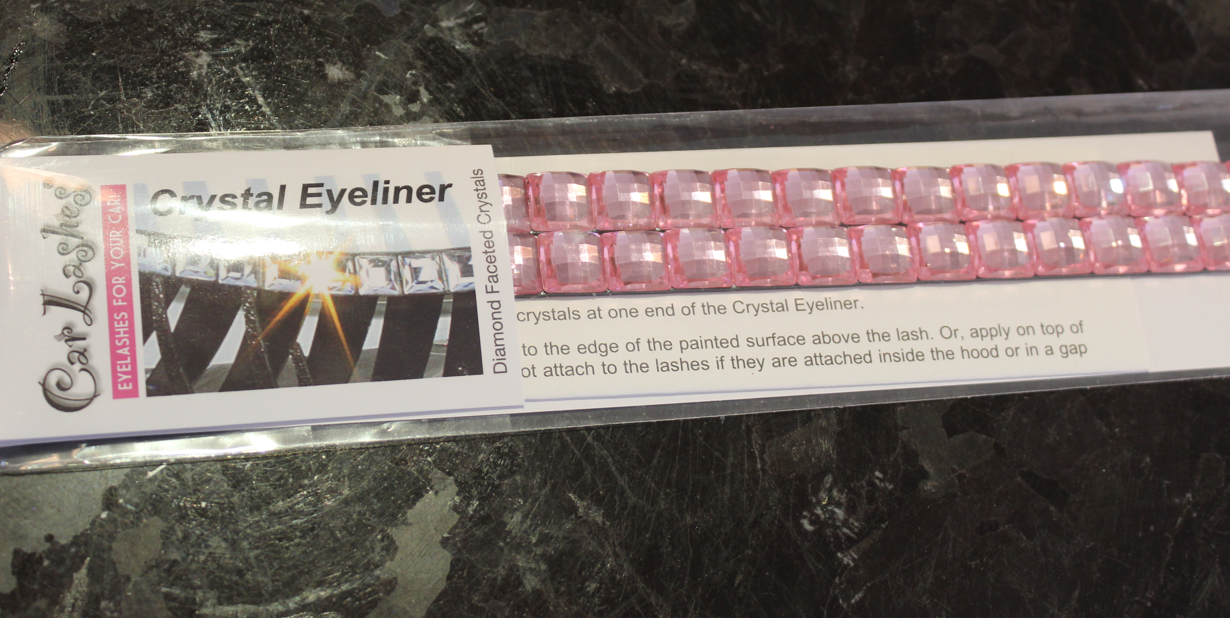 Car Lashes
EYELASHES FOR YOUR CAR!
Crystal Eyeliner
Diamond Faceted Crystals
crystals at one end of the Crystal Eyeliner.
to the edge of the painted surface above the lash. Or, apply on top of
ot attach to the lashes if they are attached inside the hood or in a gap